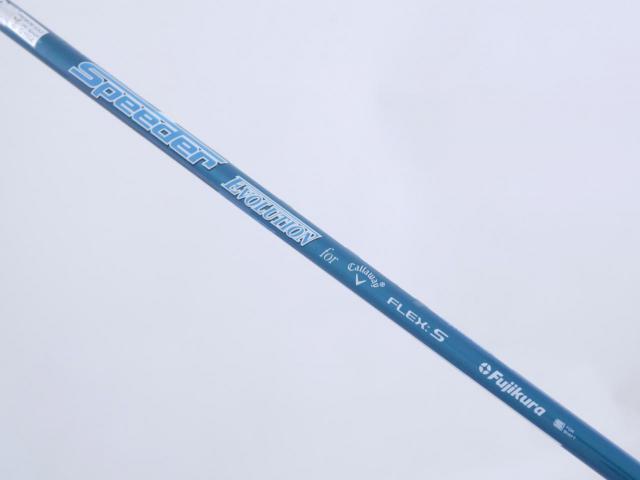 Speeder
EVOLUTION
for
Callaway®
FLEX: S
Fujikura